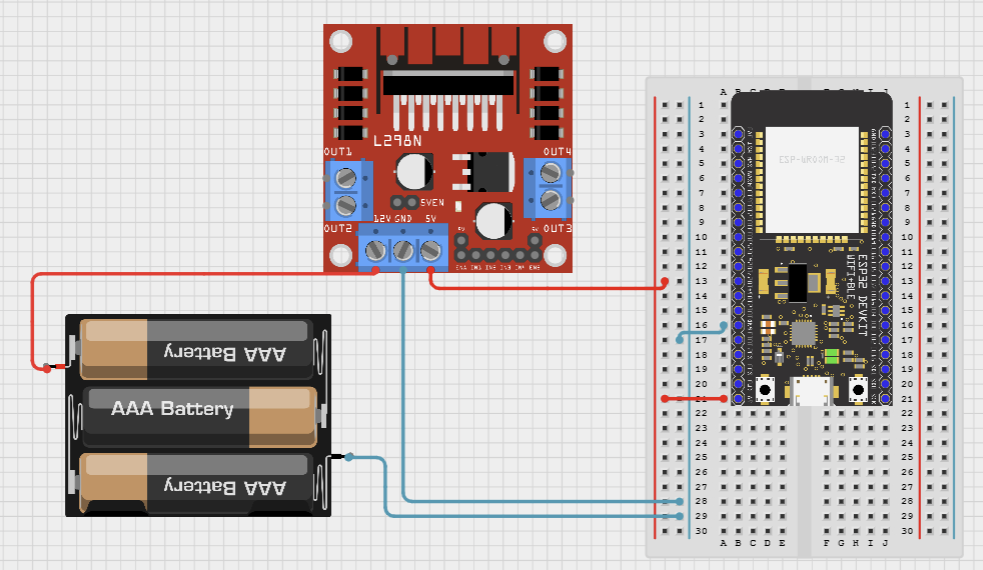 L298N
OUT1
OUT4
5VEN
OUT2
12V GND 5V
OUT3
ENA IN1 IN2 IN3 IN4 ENB
AAA Battery
AAA Battery
AAA Battery
A B C D E F G H I J
ESP-WROOM-32
ESP32 DEVKIT
WIFI+BLE
1 1
2 2
3 3
4 4
5 5
6 6
7 7
8 8
9 9
10 10
11 11
12 12
13 13
14 14
15 15
16 16
17 17
18 18
19 19
20 20
21 21
22 22
23 23
24 24
25 25
26 26
27 27
28 28
29 29
30 30
A B C D E F G H I J